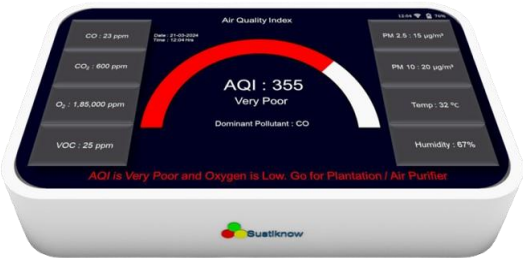 Air Quality Index
12:04 76%
Date : 21-03-2024
Time : 12:04 Hrs
CO : 23 ppm
CO₂ : 600 ppm
O₂ : 1,85,000 ppm
VOC : 25 ppm
AQI : 355
Very Poor
Dominant Pollutant : CO
PM 2.5 : 15 µg/m³
PM 10 : 20 µg/m³
Temp : 32 °C
Humidity : 67%
AQI is Very Poor and Oxygen is Low. Go for Plantation / Air Purifier
Sustiknow